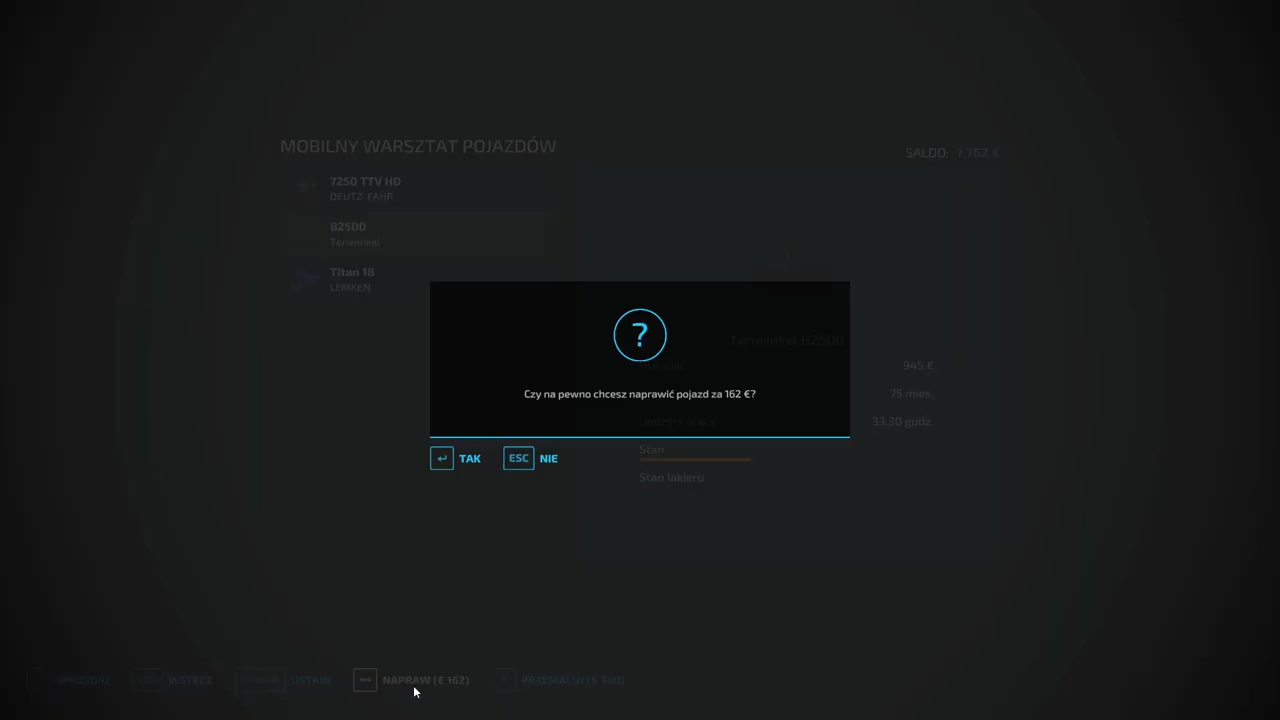 MOBILNY WARSZTAT POJAZDÓW
SALDO: 7 762 €
7250 TTV HD
DEUTZ-FAHR
B2500
Tenwinkel
Titan 18
LEMKEN
?
Czy na pewno chcesz naprawić pojazd za 162 €?
Tenwinkel B2500
945 €
75 mies.
33.30 godz.
Stan
Stan lakieru
↵ TAK ESC NIE
WSTECZ USTAW NAPRAW (€ 162) PRZEMALUJ (€ 140)